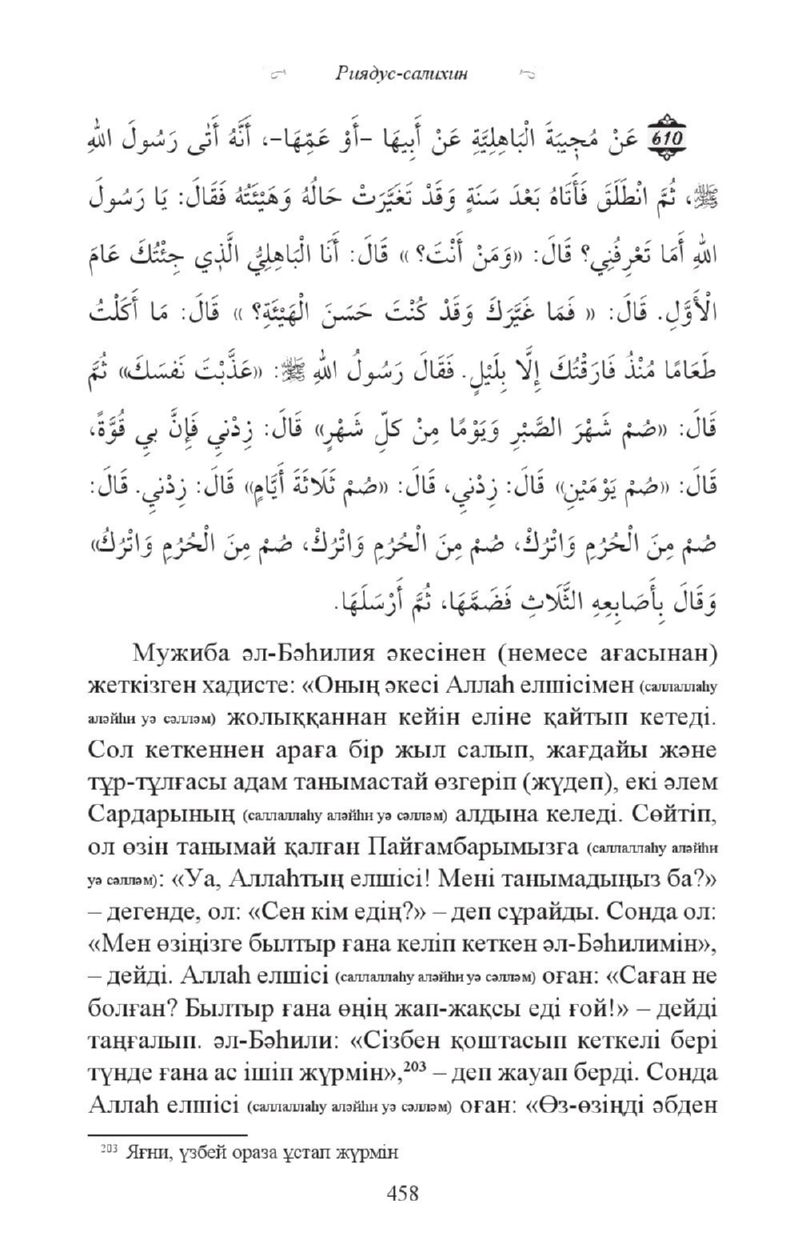 Риядус-салихин
610 عَنْ مُجِيبَةَ الْبَاهِلِيَّةِ عَنْ أَبِيهَا –أَوْ عَمِّهَا–، أَنَّهُ أَتَى رَسُولَ اللهِ
ﷺ، ثُمَّ انْطَلَقَ فَأَتَاهُ بَعْدَ سَنَةٍ وَقَدْ تَغَيَّرَتْ حَالُهُ وَهَيْئَتُهُ فَقَالَ: يَا رَسُولَ
اللهِ أَمَا تَعْرِفُنِي؟ قَالَ: «وَمَنْ أَنْتَ؟ » قَالَ: أَنَا الْبَاهِلِيُّ الَّذِي جِئْتُكَ عَامَ
الْأَوَّلِ. قَالَ: « فَمَا غَيَّرَكَ وَقَدْ كُنْتَ حَسَنَ الْهَيْئَةِ؟ » قَالَ: مَا أَكَلْتُ
طَعَامًا مُنْذُ فَارَقْتُكَ إِلَّا بِلَيْلٍ. فَقَالَ رَسُولُ اللهِ ﷺ: «عَذَّبْتَ نَفسَكَ» ثُمَّ
قَالَ: «صُمْ شَهْرَ الصَّبْرِ وَيَوْمًا مِنْ كلِّ شَهْرٍ» قَالَ: زِدْنِي فَإِنَّ بِي قُوَّةً،
قَالَ: «صُمْ يَوْمَيْنِ» قَالَ: زِدْنِي، قَالَ: «صُمْ ثَلَاثَةَ أَيَّامٍ» قَالَ: زِدْنِي. قَالَ:
صُمْ مِنَ الْحُرُمِ وَاتْرُكْ، صُمْ مِنَ الْحُرُمِ وَاتْرُكْ، صُمْ مِنَ الْحُرُمِ وَاتْرُكْ»
وَقَالَ بِأَصَابِعِهِ الثَّلَاثِ فَضَمَّهَا، ثُمَّ أَرْسَلَهَا.
Мужиба әл-Бәһилия әкесінен (немесе ағасынан)
жеткізген хадисте: «Оның әкесі Аллаһ елшісімен (саллаллаһу
аләйһи уә сәлләм) жолыққаннан кейін еліне қайтып кетеді.
Сол кеткеннен араға бір жыл салып, жағдайы және
тұр-тұлғасы адам танымастай өзгеріп (жүдеп), екі әлем
Сардарының (саллаллаһу аләйһи уә сәлләм) алдына келеді. Сөйтіп,
ол өзін танымай қалған Пайғамбарымызға (саллаллаһу аләйһи
уә сәлләм): «Уа, Аллаһтың елшісі! Мені танымадыңыз ба?»
– дегенде, ол: «Сен кім едің?» – деп сұрайды. Сонда ол:
«Мен өзіңізге былтыр ғана келіп кеткен әл-Бәһилимін»,
– дейді. Аллаһ елшісі (саллаллаһу аләйһи уә сәлләм) оған: «Саған не
болған? Былтыр ғана өңің жап-жақсы еді ғой!» – дейді
таңғалып. әл-Бәһили: «Сізбен қоштасып кеткелі бері
түнде ғана ас ішіп жүрмін»,²⁰³ – деп жауап берді. Сонда
Аллаһ елшісі (саллаллаһу аләйһи уә сәлләм) оған: «Өз-өзіңді әбден
²⁰³ Яғни, үзбей ораза ұстап жүрмін
458